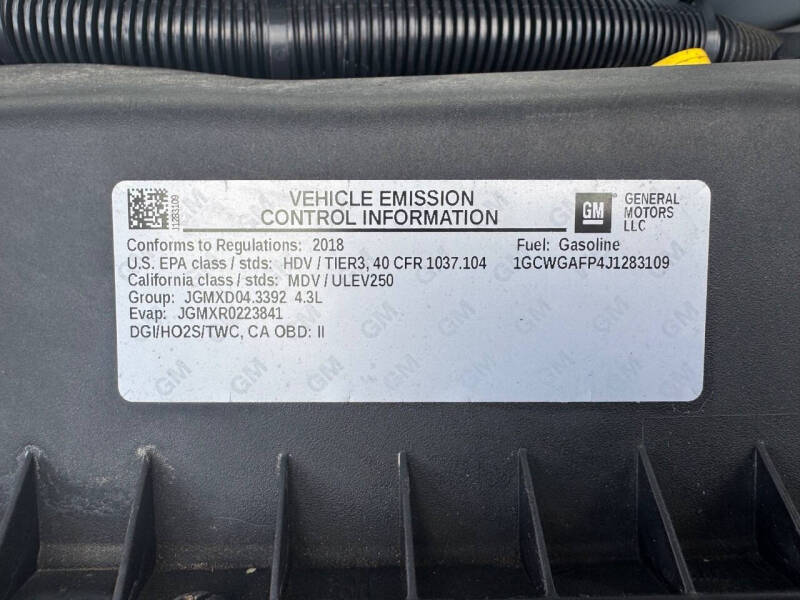 11283109
VEHICLE EMISSION
CONTROL INFORMATION
GM
GENERAL
MOTORS
LLC
Conforms to Regulations: 2018
Fuel: Gasoline
U.S. EPA class / stds: HDV / TIER3, 40 CFR 1037.104
1GCWGAFP4J1283109
California class / stds: MDV / ULEV250
Group: JGMXD04.3392 4.3L
Evap: JGMXR0223841
DGI/HO2S/TWC, CA OBD: II